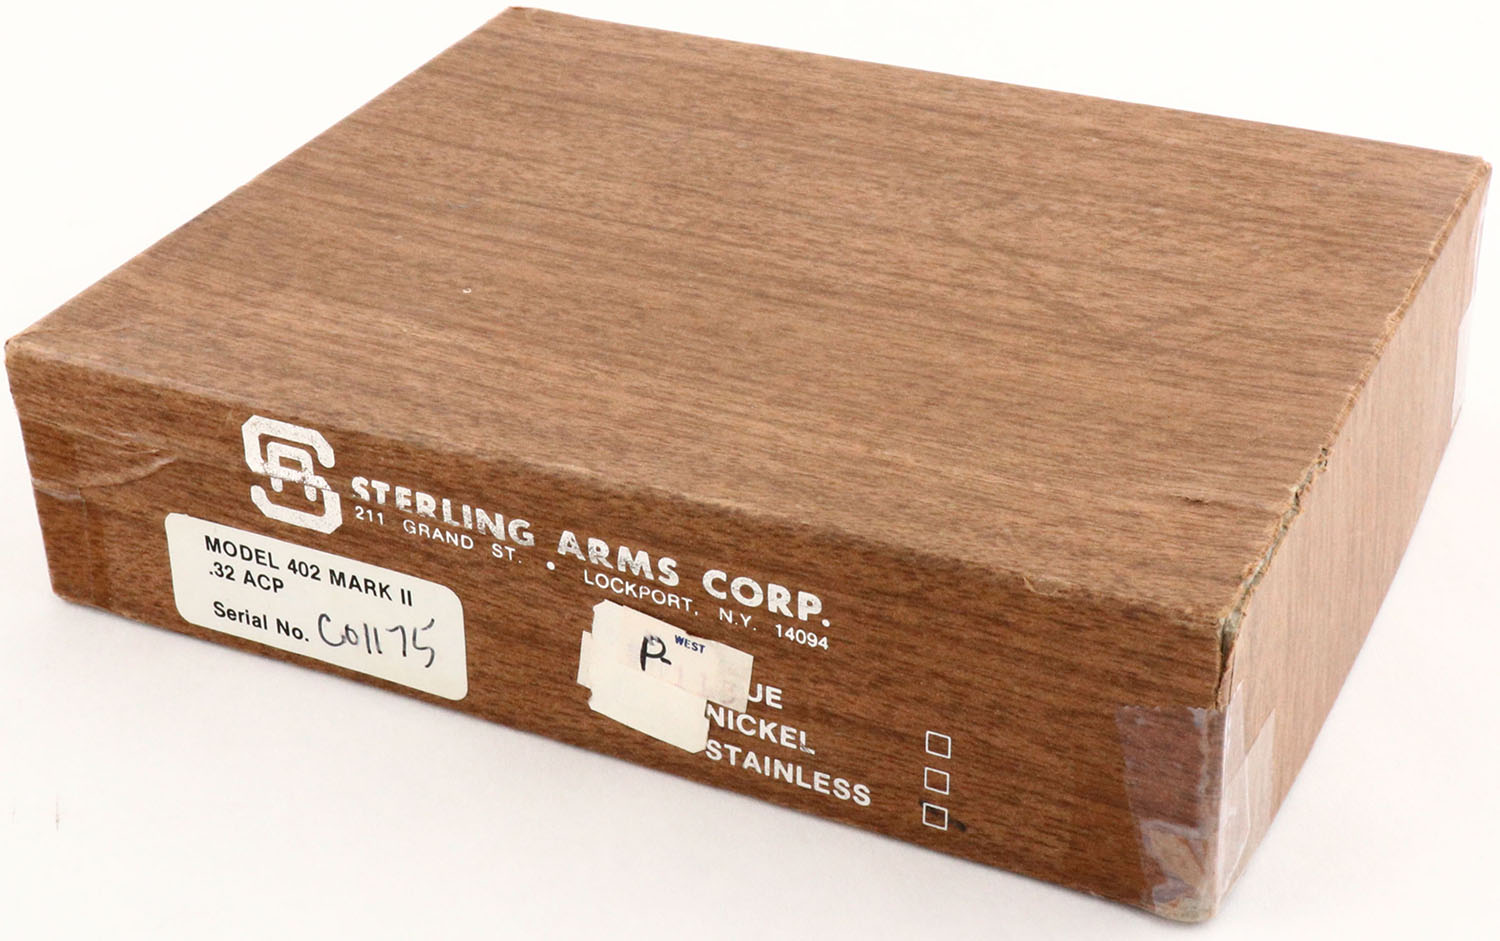 SA
STERLING ARMS CORP.
211 GRAND ST. • LOCKPORT, N.Y. 14094
MODEL 402 MARK II
.32 ACP
Serial No. C01175
WEST
R
UE
NICKEL
STAINLESS